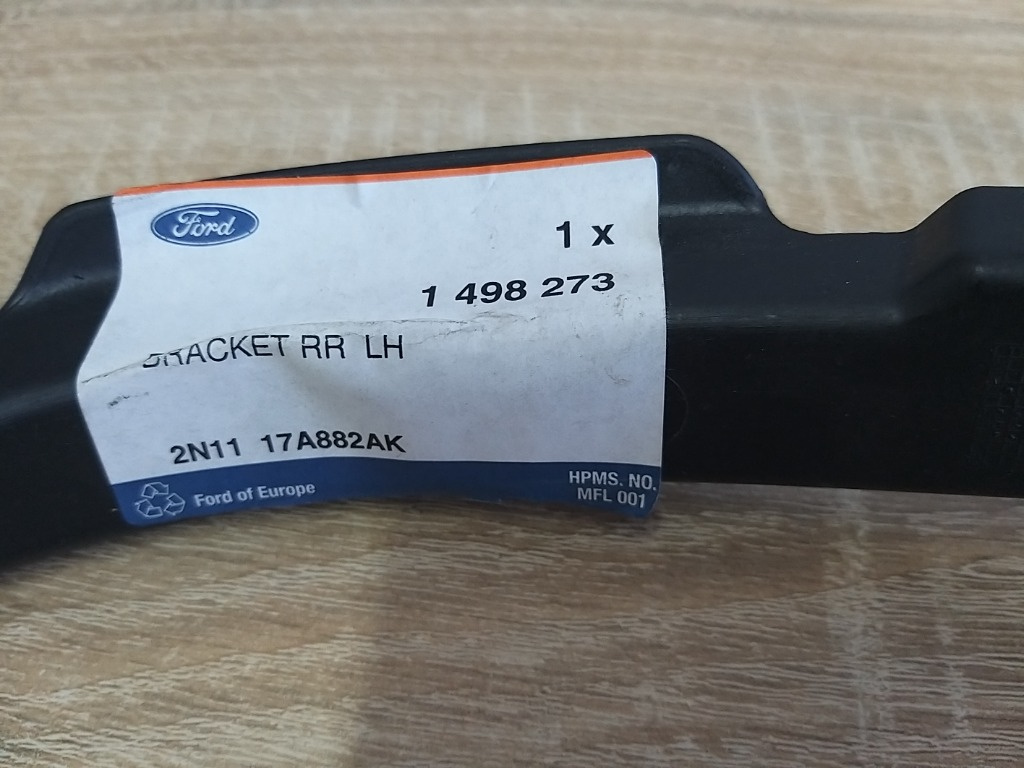 Ford
1 x
1 498 273
BRACKET RR LH
2N11 17A882AK
Ford of Europe
HPMS. NO.
MFL 001